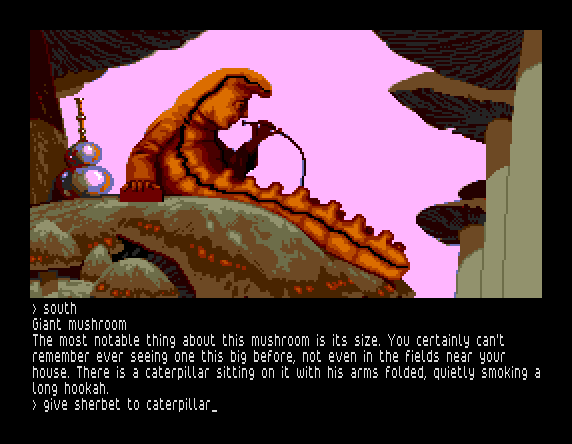 > south
Giant mushroom
The most notable thing about this mushroom is its size. You certainly can't
remember ever seeing one this big before, not even in the fields near your
house. There is a caterpillar sitting on it with his arms folded, quietly smoking a
long hookah.
> give sherbet to caterpillar_